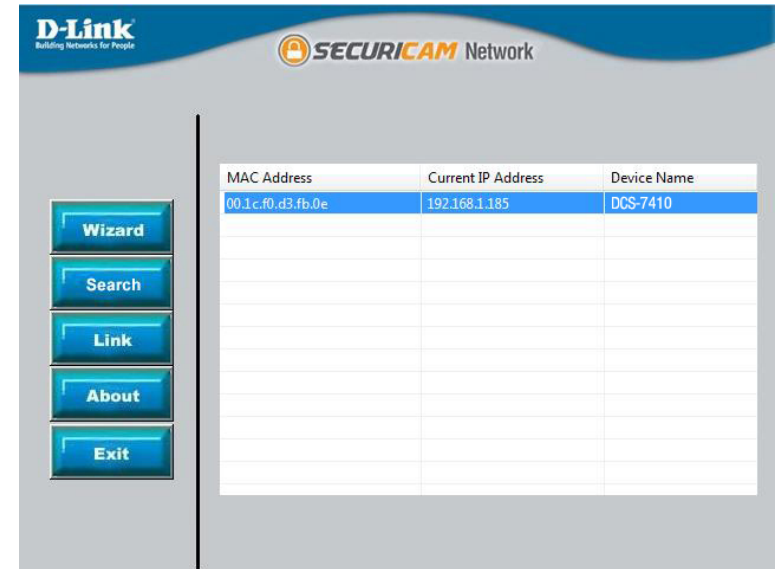 D-Link
Building Networks for People
SECURICAM Network
MAC Address Current IP Address Device Name
00.1c.f0.d3.fb.0e 192.168.1.185 DCS-7410
Wizard
Search
Link
About
Exit